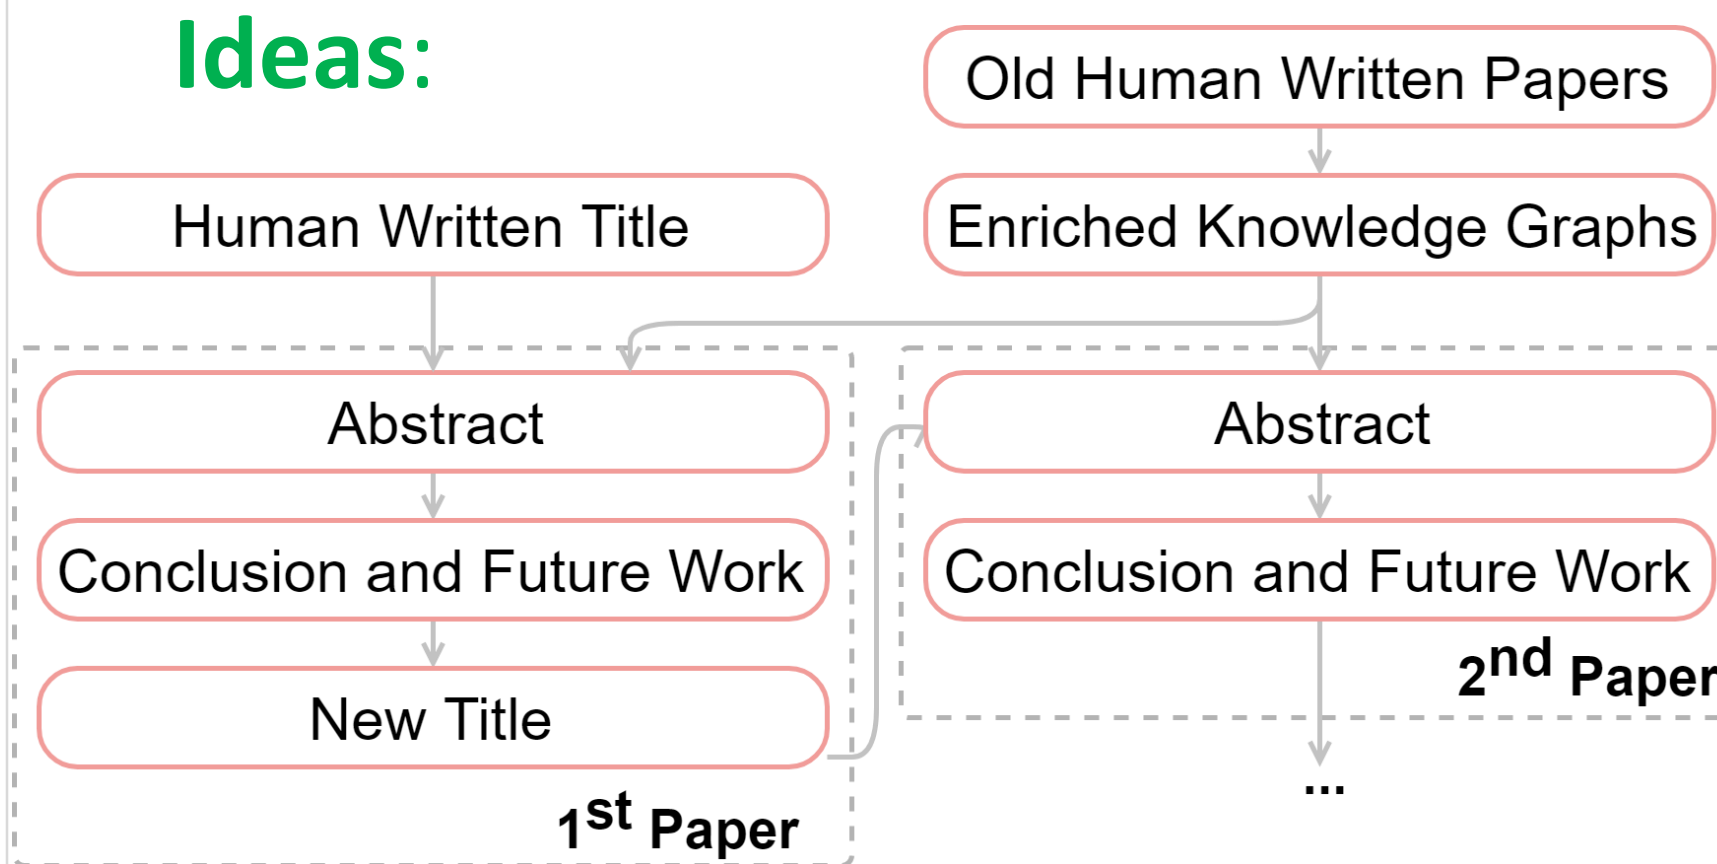 Ideas:
Old Human Written Papers
Human Written Title
Enriched Knowledge Graphs
Abstract
Conclusion and Future Work
New Title
1st Paper
Abstract
Conclusion and Future Work
2nd Paper
...